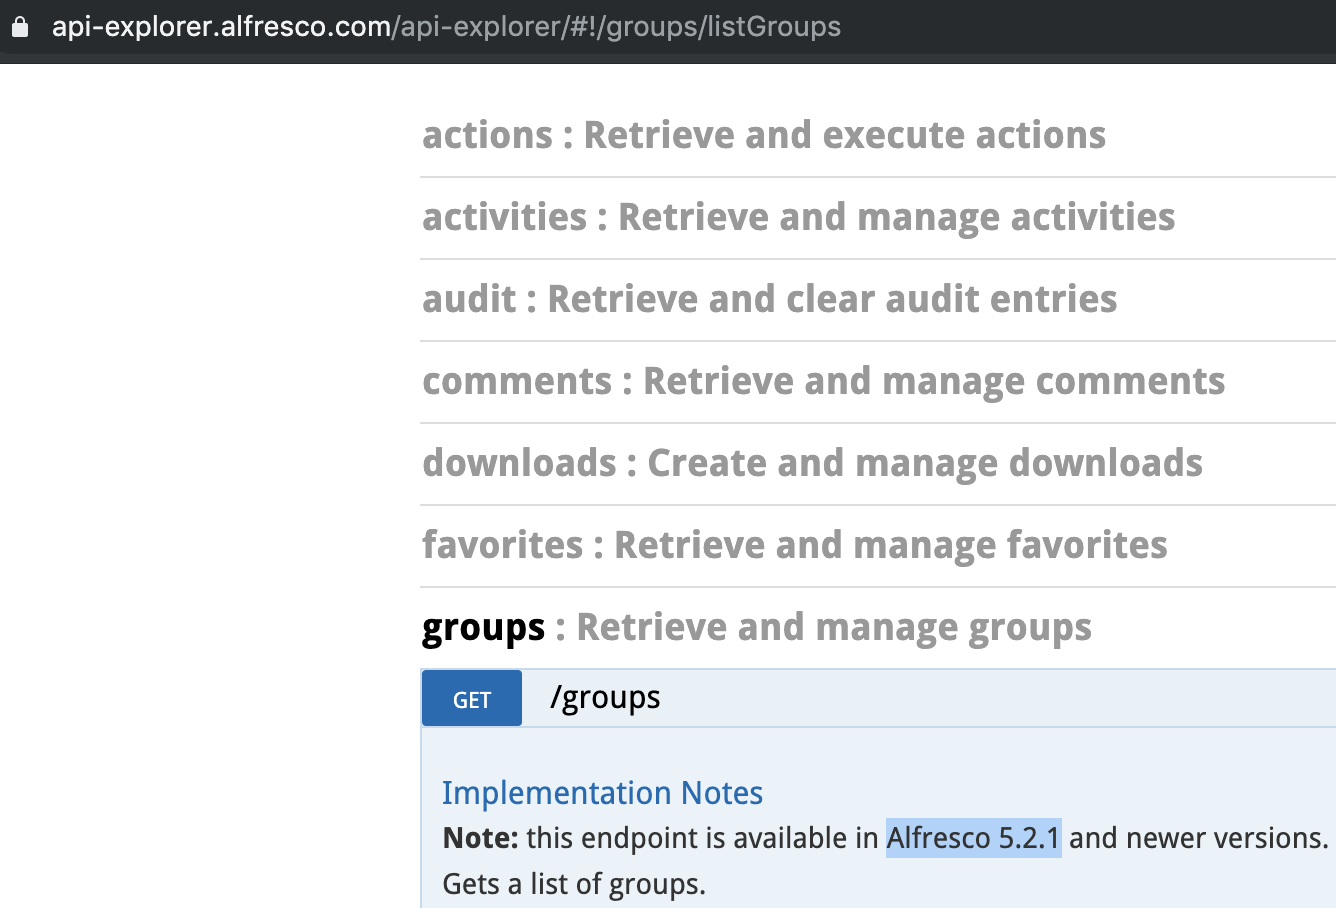 api-explorer.alfresco.com/api-explorer/#!/groups/listGroups
actions : Retrieve and execute actions
activities : Retrieve and manage activities
audit : Retrieve and clear audit entries
comments : Retrieve and manage comments
downloads : Create and manage downloads
favorites : Retrieve and manage favorites
groups : Retrieve and manage groups
GET /groups
Implementation Notes
Note: this endpoint is available in Alfresco 5.2.1 and newer versions.
Gets a list of groups.